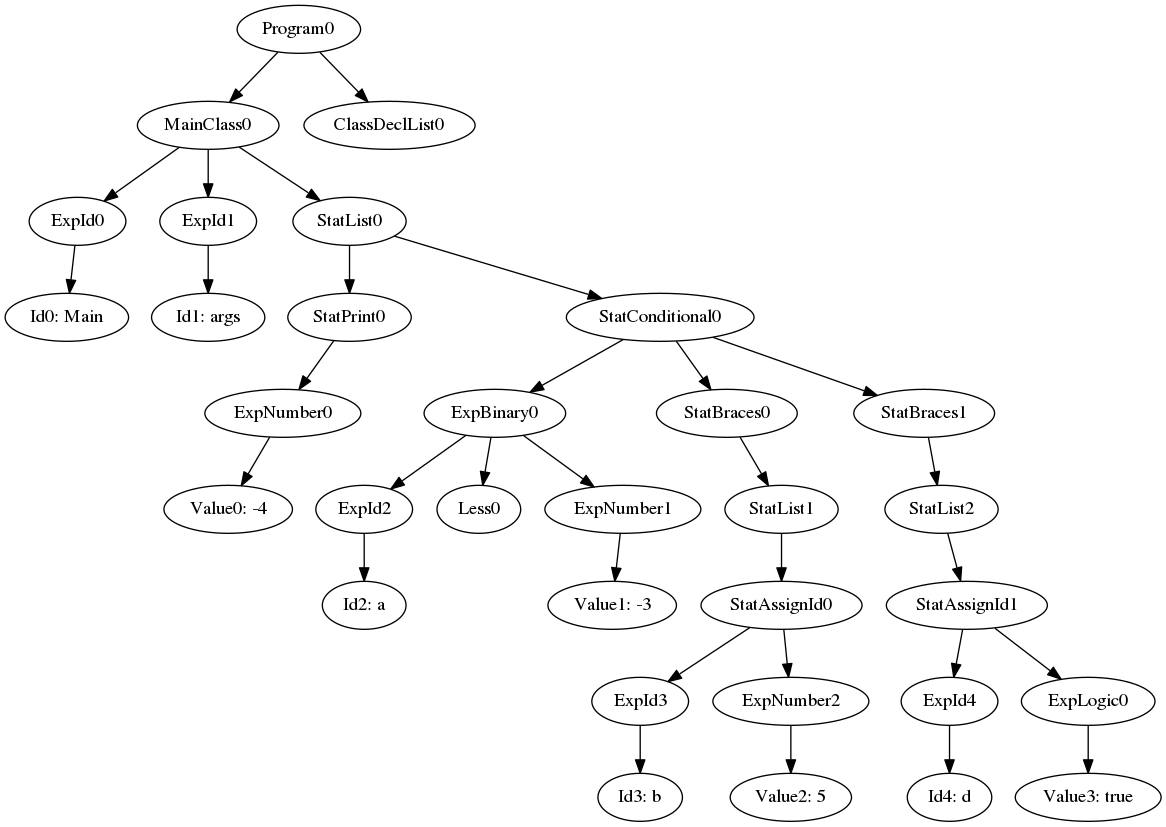 Program0
MainClass0
ClassDeclList0
ExpId0
ExpId1
StatList0
Id0: Main
Id1: args
StatPrint0
StatConditional0
ExpNumber0
ExpBinary0
StatBraces0
StatBraces1
Value0: -4
ExpId2
Less0
ExpNumber1
StatList1
StatList2
Id2: a
Value1: -3
StatAssignId0
StatAssignId1
ExpId3
ExpNumber2
ExpId4
ExpLogic0
Id3: b
Value2: 5
Id4: d
Value3: true